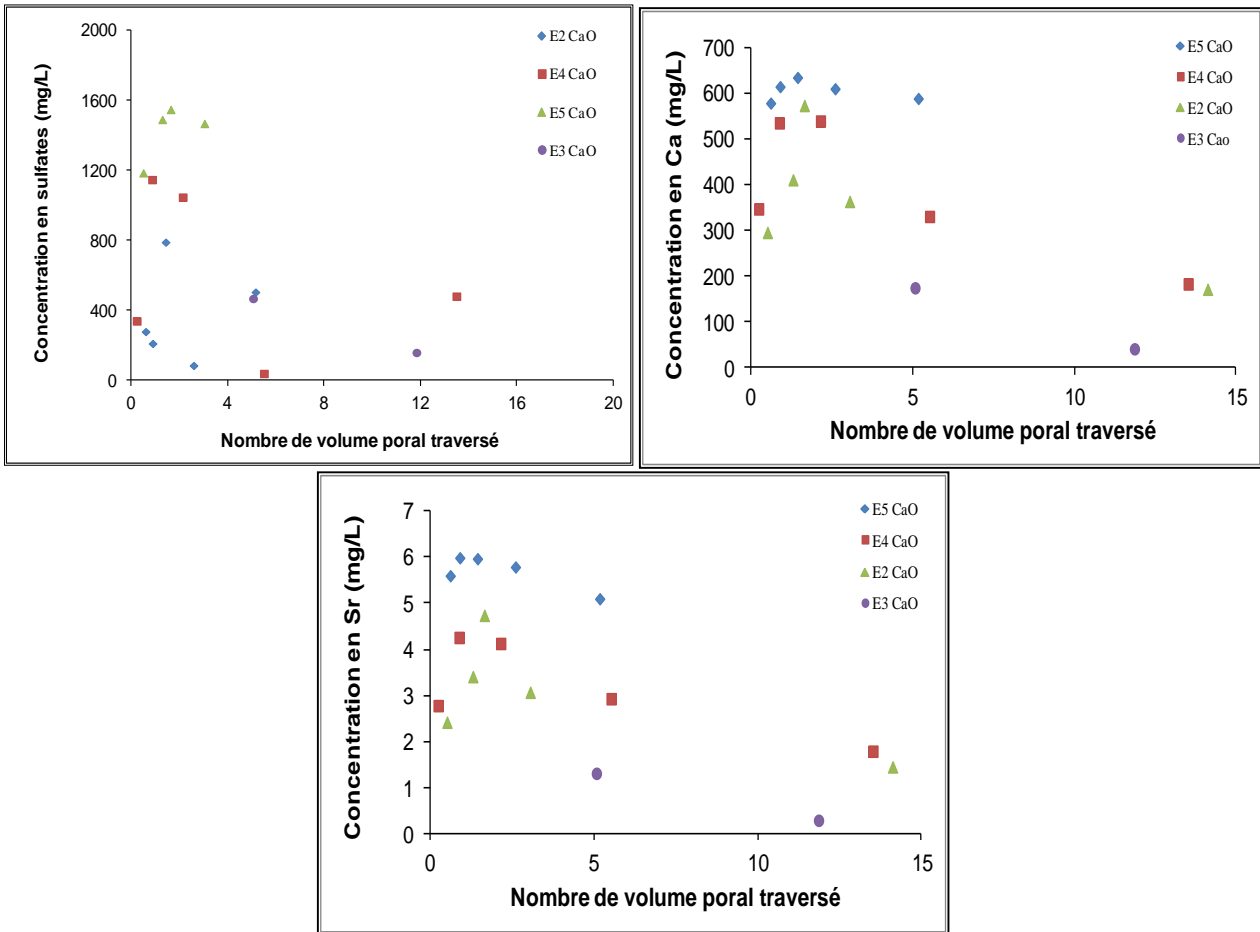 Concentration en sulfates (mg/L)
2000
1600
1200
800
400
0
0 4 8 12 16 20
Nombre de volume poral traversé
E2 CaO
E4 CaO
E5 CaO
E3 CaO
Concentration en Ca (mg/L)
700
600
500
400
300
200
100
0
0 5 10 15
Nombre de volume poral traversé
E5 CaO
E4 CaO
E2 CaO
E3 Cao
Concentration en Sr (mg/L)
7
6
5
4
3
2
1
0
0 5 10 15
Nombre de volume poral traversé
E5 CaO
E4 CaO
E2 CaO
E3 CaO